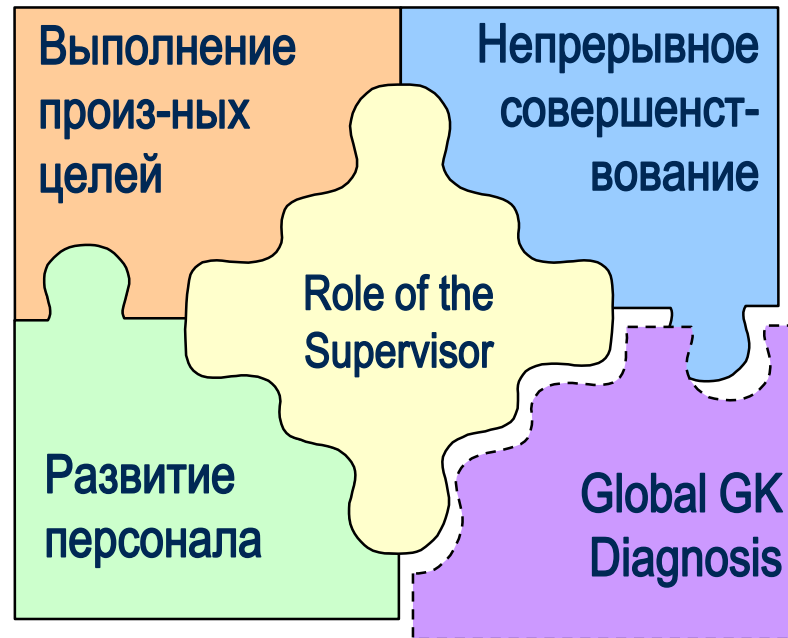 Выполнение
произ-ных
целей
Непрерывное
совершенст-
вование
Role of the
Supervisor
Развитие
персонала
Global GK
Diagnosis